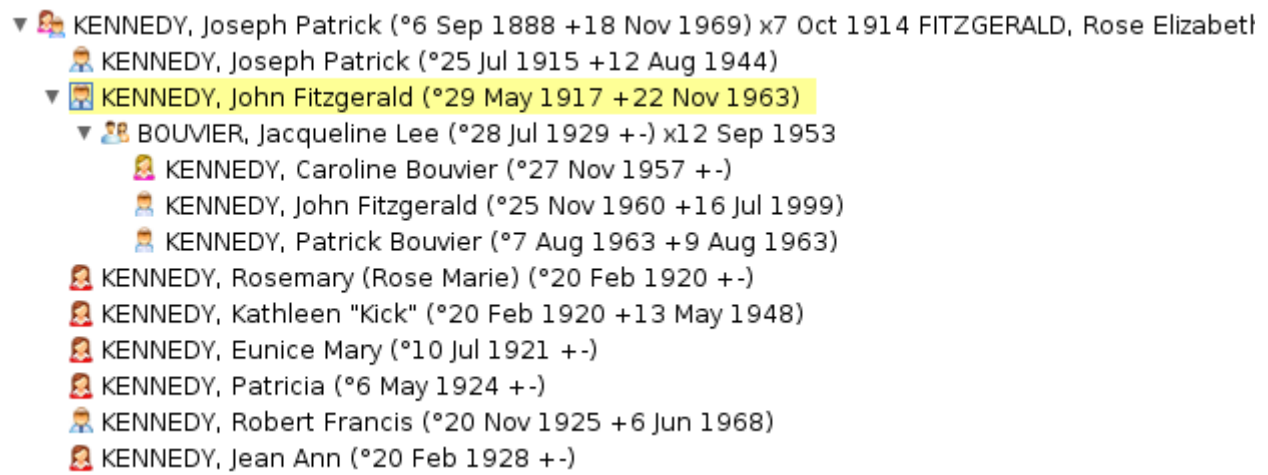 KENNEDY, Joseph Patrick (°6 Sep 1888 +18 Nov 1969) x7 Oct 1914 FITZGERALD, Rose Elizabeth
KENNEDY, Joseph Patrick (°25 Jul 1915 +12 Aug 1944)
KENNEDY, John Fitzgerald (°29 May 1917 +22 Nov 1963)
BOUVIER, Jacqueline Lee (°28 Jul 1929 +-) x12 Sep 1953
KENNEDY, Caroline Bouvier (°27 Nov 1957 +-)
KENNEDY, John Fitzgerald (°25 Nov 1960 +16 Jul 1999)
KENNEDY, Patrick Bouvier (°7 Aug 1963 +9 Aug 1963)
KENNEDY, Rosemary (Rose Marie) (°20 Feb 1920 +-)
KENNEDY, Kathleen "Kick" (°20 Feb 1920 +13 May 1948)
KENNEDY, Eunice Mary (°10 Jul 1921 +-)
KENNEDY, Patricia (°6 May 1924 +-)
KENNEDY, Robert Francis (°20 Nov 1925 +6 Jun 1968)
KENNEDY, Jean Ann (°20 Feb 1928 +-)